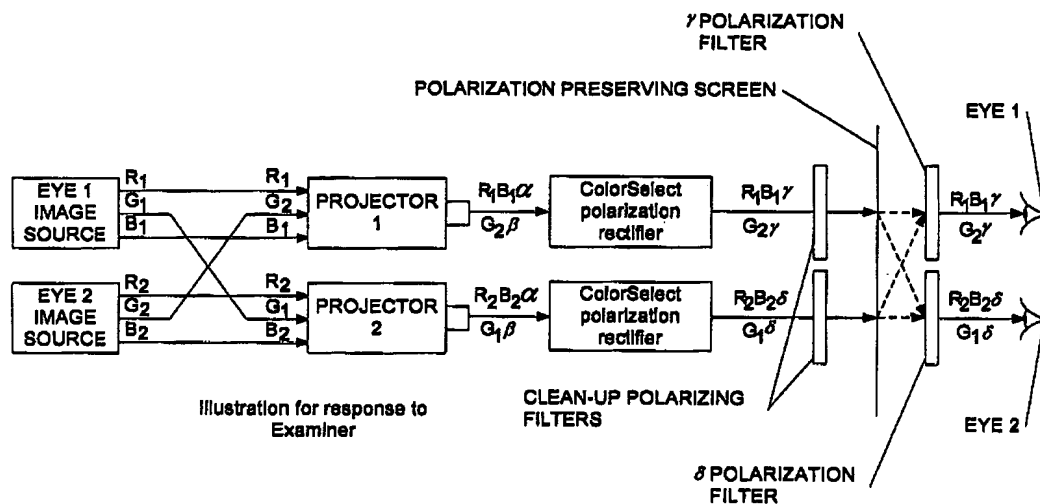 γ POLARIZATION
FILTER
POLARIZATION PRESERVING SCREEN
EYE 1
EYE 1
IMAGE
SOURCE
R1
G1
B1
R1
G2
B1
PROJECTOR
1
R1B1α
G2β
ColorSelect
polarization
rectifier
R1B1γ
G2γ
R1B1γ
G2γ
EYE 2
IMAGE
SOURCE
R2
G2
B2
R2
G1
B2
PROJECTOR
2
R2B2α
G1β
ColorSelect
polarization
rectifier
R2B2δ
G1δ
R2B2δ
G1δ
Illustration for response to
Examiner
CLEAN-UP POLARIZING
FILTERS
EYE 2
δ POLARIZATION
FILTER